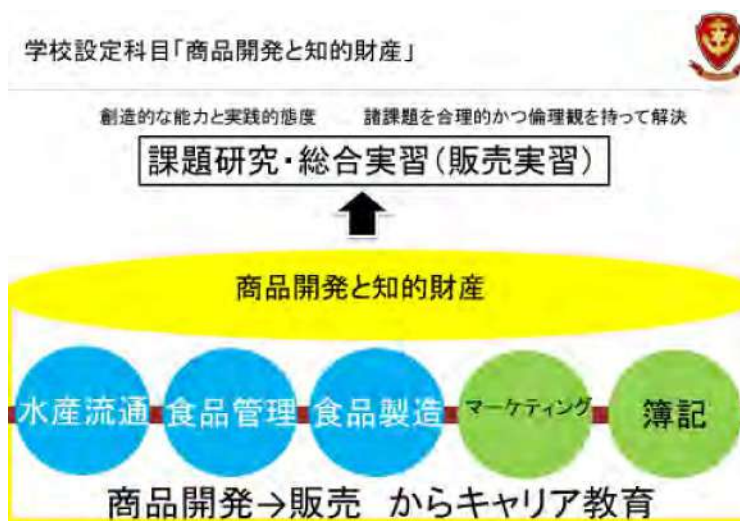 学校設定科目「商品開発と知的財産」
創造的な能力と実践的態度 諸課題を合理的かつ倫理観を持って解決
課題研究・総合実習(販売実習)
商品開発と知的財産
水産流通 食品管理 食品製造 マーケティング 簿記
商品開発→販売 からキャリア教育